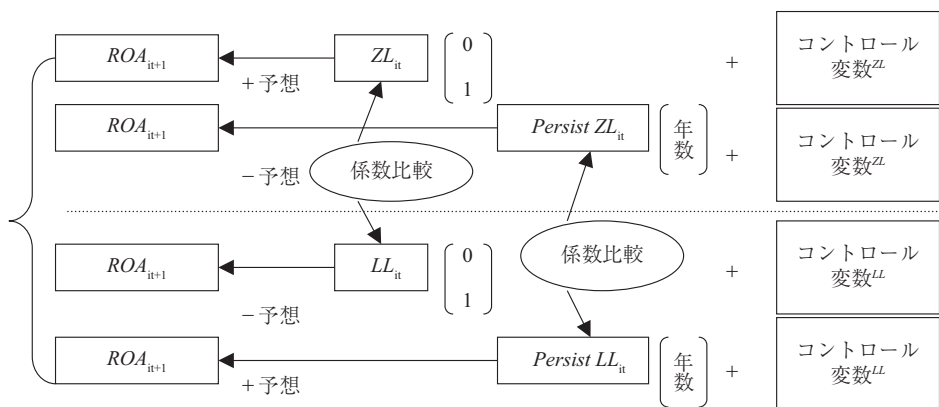 ROAit+1
ZLit
0
1
+予想
+
コントロール
変数ZL
ROAit+1
Persist ZLit
年数
−予想
+
コントロール
変数ZL
係数比較
係数比較
ROAit+1
LLit
0
1
−予想
+
コントロール
変数LL
ROAit+1
Persist LLit
年数
+予想
+
コントロール
変数LL